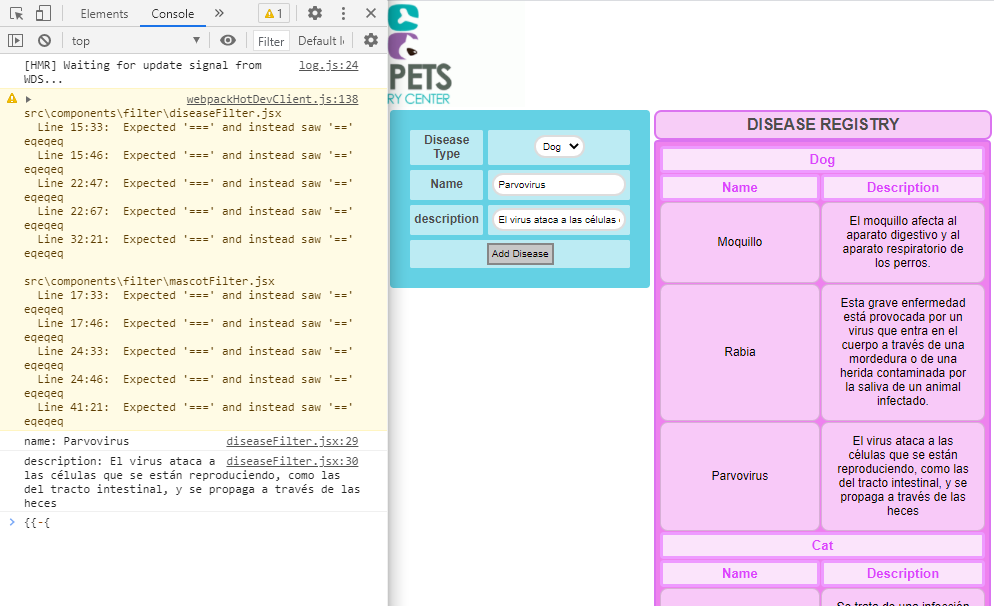 Elements
Console
»
1
top
Filter
Default l
[HMR] Waiting for update signal from
WDS...
log.js:24
webpackHotDevClient.js:138
src\components\filter\diseaseFilter.jsx
Line 15:33:  Expected '===' and instead saw '=='
eqeqeq
Line 15:46:  Expected '===' and instead saw '=='
eqeqeq
Line 22:47:  Expected '===' and instead saw '=='
eqeqeq
Line 22:67:  Expected '===' and instead saw '=='
eqeqeq
Line 32:21:  Expected '===' and instead saw '=='
eqeqeq
src\components\filter\mascotFilter.jsx
Line 17:33:  Expected '===' and instead saw '=='
eqeqeq
Line 17:46:  Expected '===' and instead saw '=='
eqeqeq
Line 24:33:  Expected '===' and instead saw '=='
eqeqeq
Line 24:46:  Expected '===' and instead saw '=='
eqeqeq
Line 41:21:  Expected '===' and instead saw '=='
eqeqeq
name: Parvovirus
diseaseFilter.jsx:29
description: El virus ataca a
diseaseFilter.jsx:30
las células que se están reproduciendo, como las
del tracto intestinal, y se propaga a través de las
heces
{{-{
PETS
RY CENTER
Disease
Type
Dog
Name
Parvovirus
description
El virus ataca a las células
Add Disease
DISEASE REGISTRY
Dog
Name
Description
Moquillo
El moquillo afecta al
aparato digestivo y al
aparato respiratorio de
los perros.
Rabia
Esta grave enfermedad
está provocada por un
virus que entra en el
cuerpo a través de una
mordedura o de una
herida contaminada por
la saliva de un animal
infectado.
Parvovirus
El virus ataca a las
células que se están
reproduciendo, como las
del tracto intestinal, y se
propaga a través de las
heces
Cat
Name
Description
Se trata de una infección